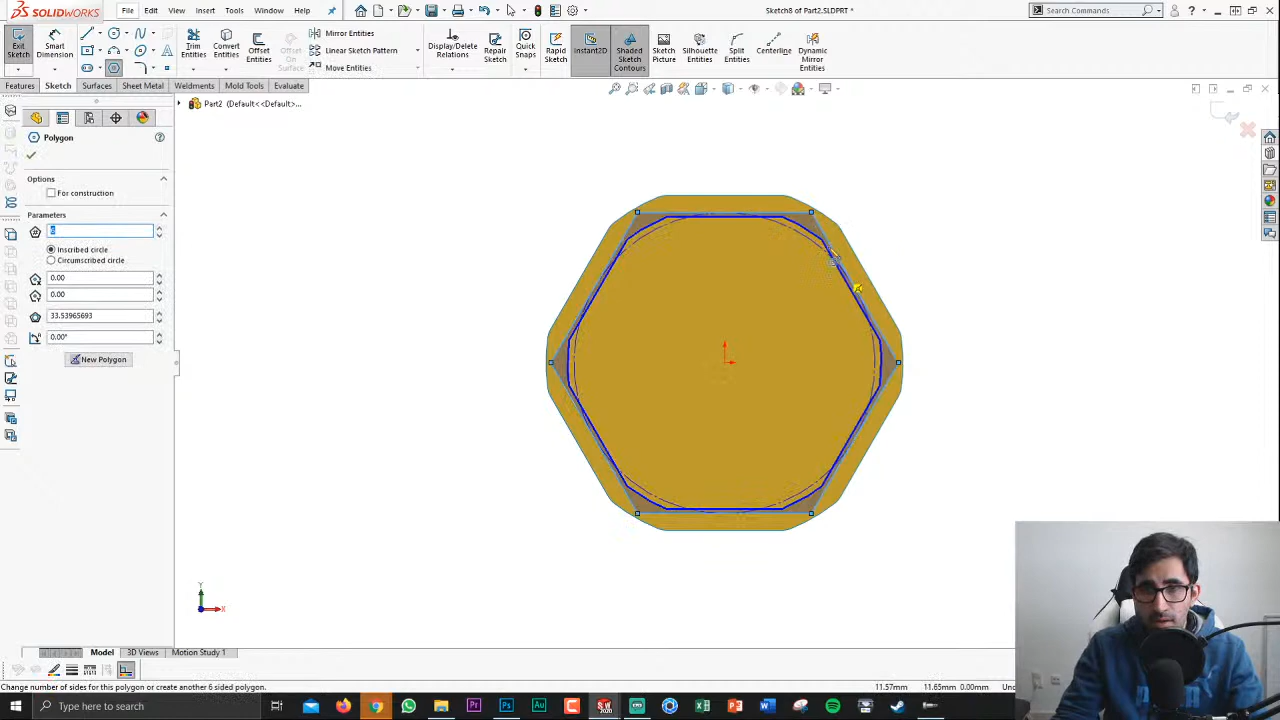 SOLIDWORKS File Edit View Insert Tools Window Help Sketch8 of Part2.SLDPRT * Search Commands
Exit Sketch
Smart Dimension
Trim Entities
Convert Entities
Offset Entities
Offset On Surface
Mirror Entities
Linear Sketch Pattern
Move Entities
Display/Delete Relations
Repair Sketch
Quick Snaps
Rapid Sketch
Instant2D
Shaded Sketch Contours
Sketch Picture
Silhouette Entities
Split Entities
Centerline
Dynamic Mirror Entities
Features Sketch Surfaces Sheet Metal Weldments Mold Tools Evaluate
Part2 (Default<<Default>...
Polygon
Options
For construction
Parameters
6
Inscribed circle
Circumscribed circle
0.00
0.00
33.53965693
0.00°
New Polygon
Y
X
Model 3D Views Motion Study 1
Change number of sides for this polygon or create another 6 sided polygon. 11.57mm 11.65mm 0.00mm
Type here to search